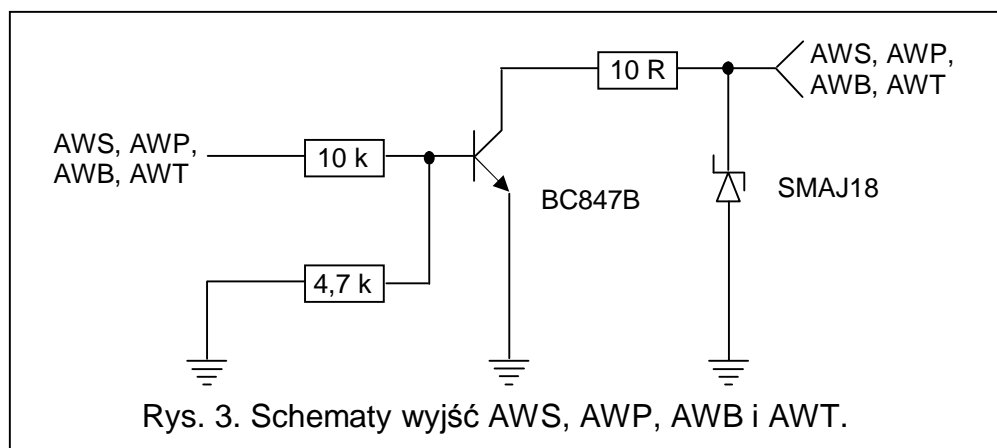 10 R
AWS, AWP,
AWB, AWT
AWS, AWP,
AWB, AWT
10 k
BC847B
SMAJ18
4,7 k
Rys. 3. Schematy wyjść AWS, AWP, AWB i AWT.